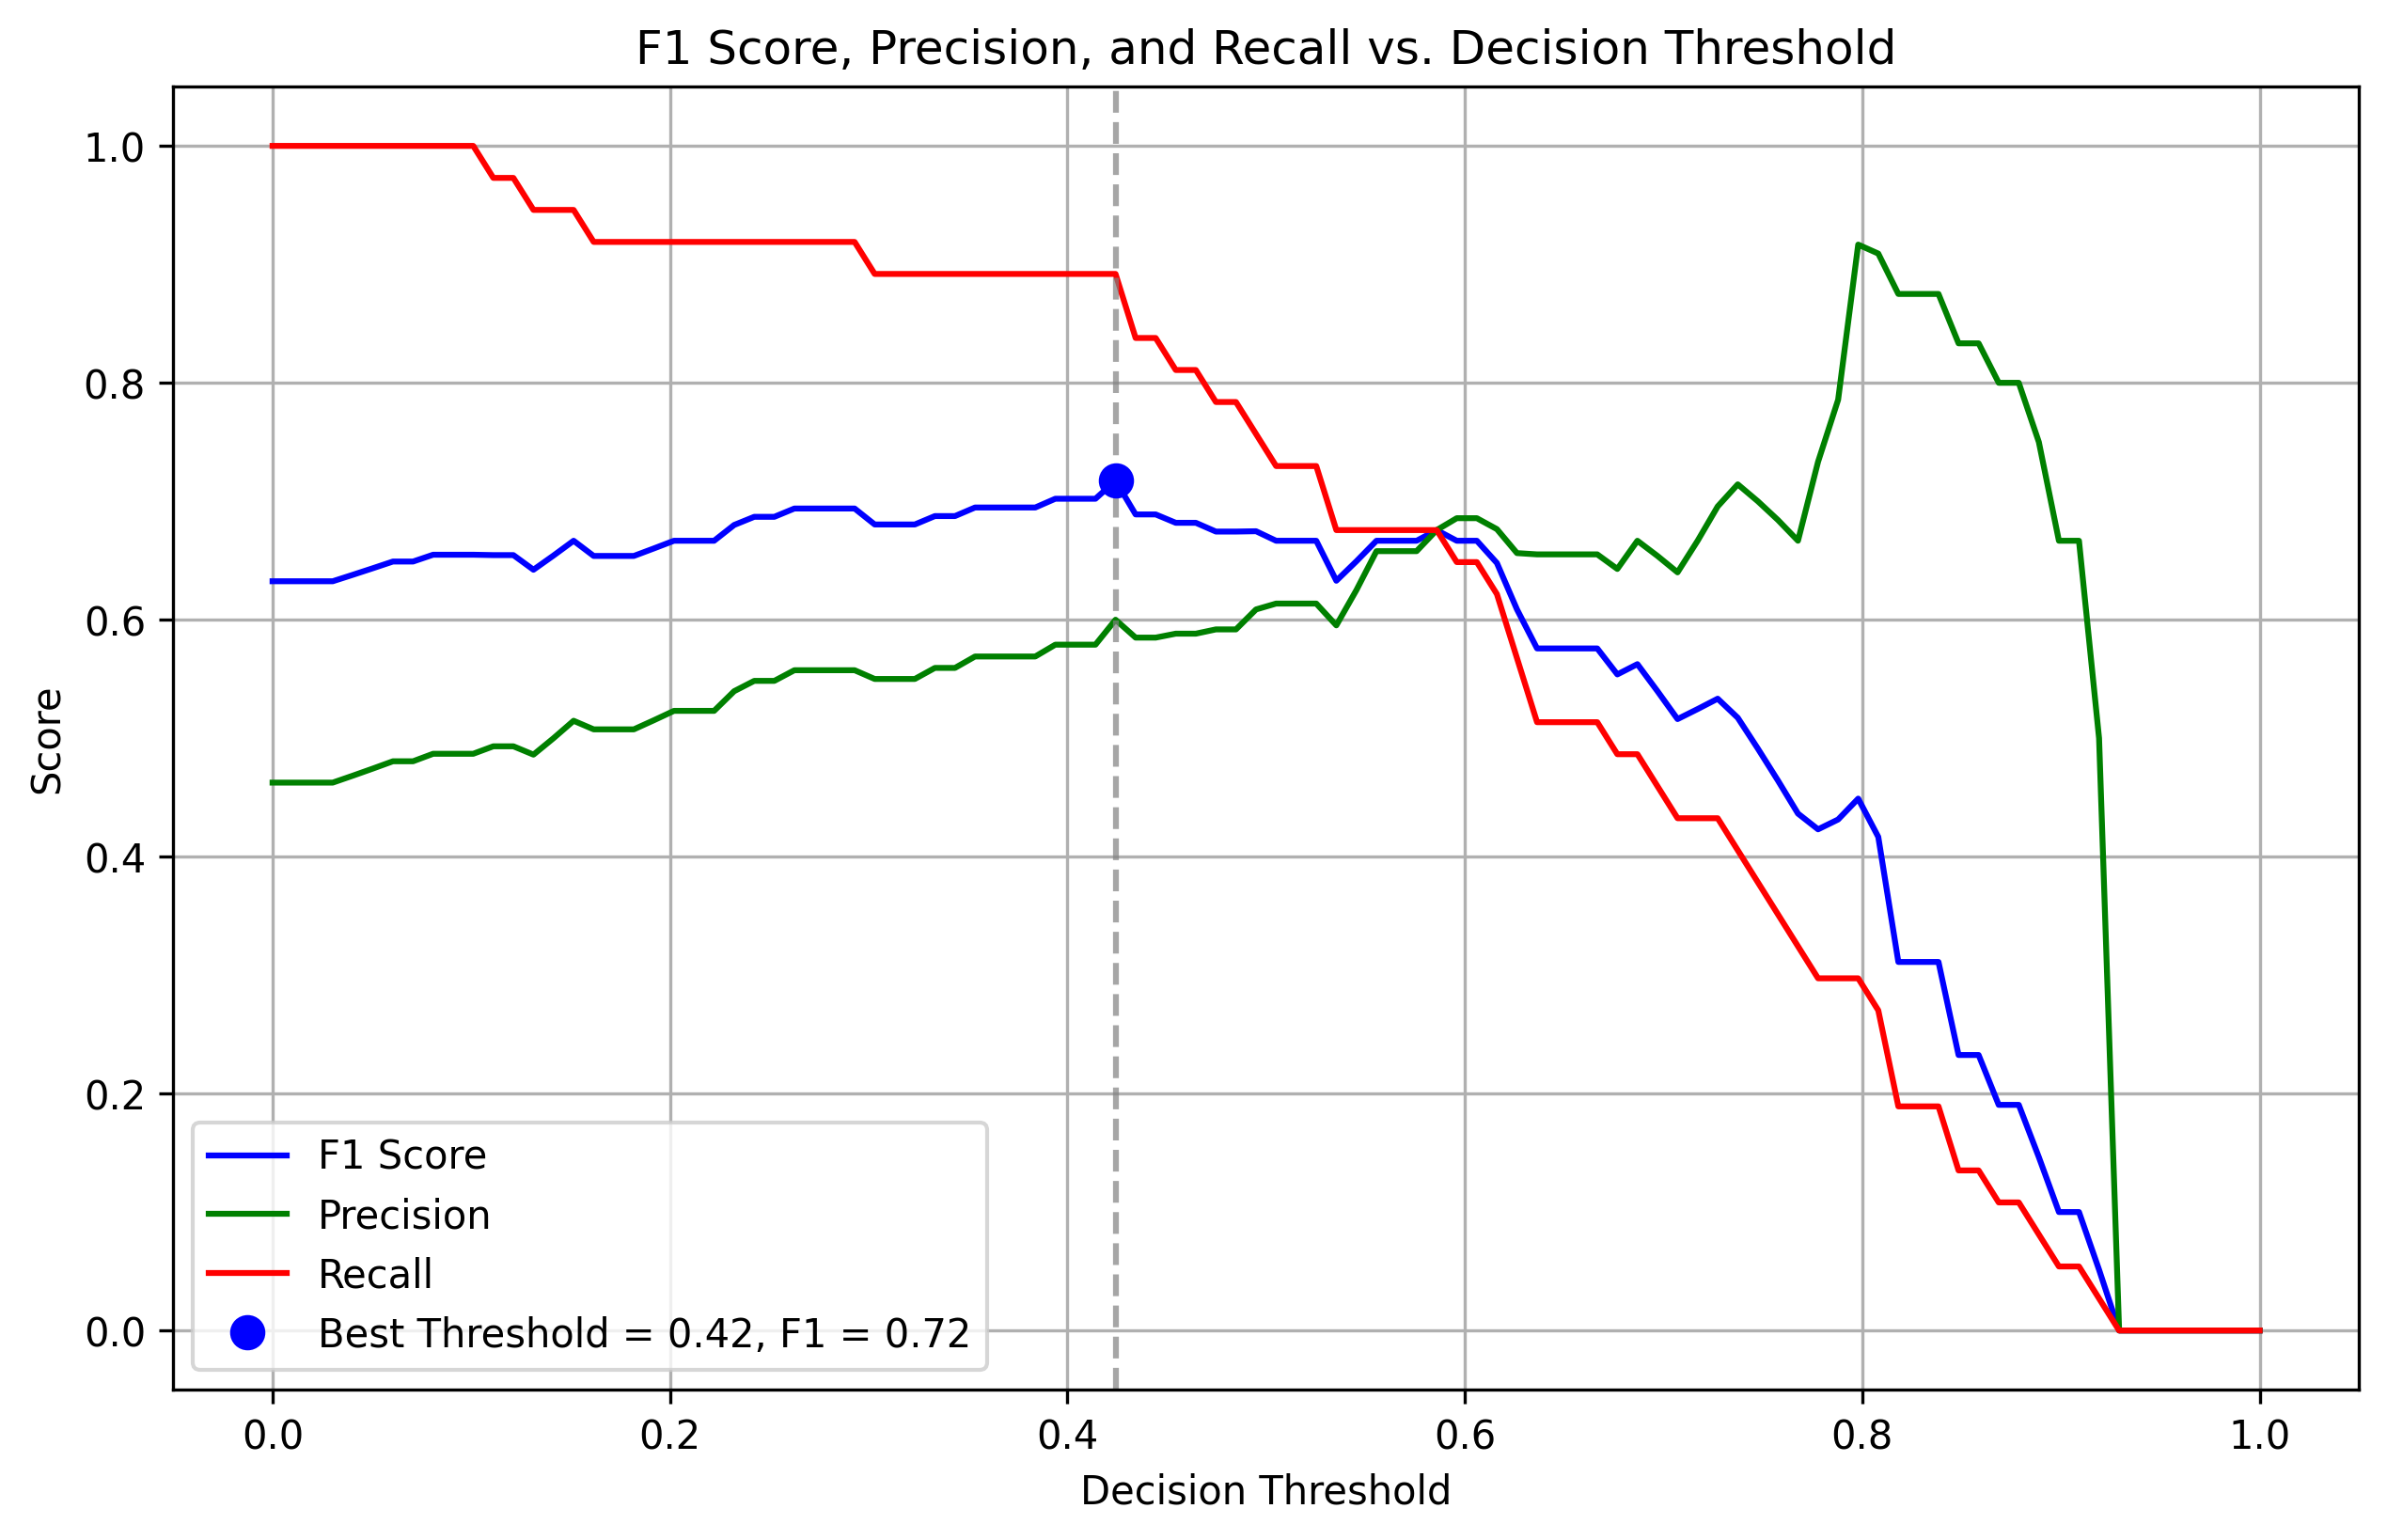 F1 Score, Precision, and Recall vs. Decision Threshold
Score
1.0
0.8
0.6
0.4
0.2
0.0
F1 Score
Precision
Recall
Best Threshold = 0.42, F1 = 0.72
0.0 0.2 0.4 0.6 0.8 1.0
Decision Threshold